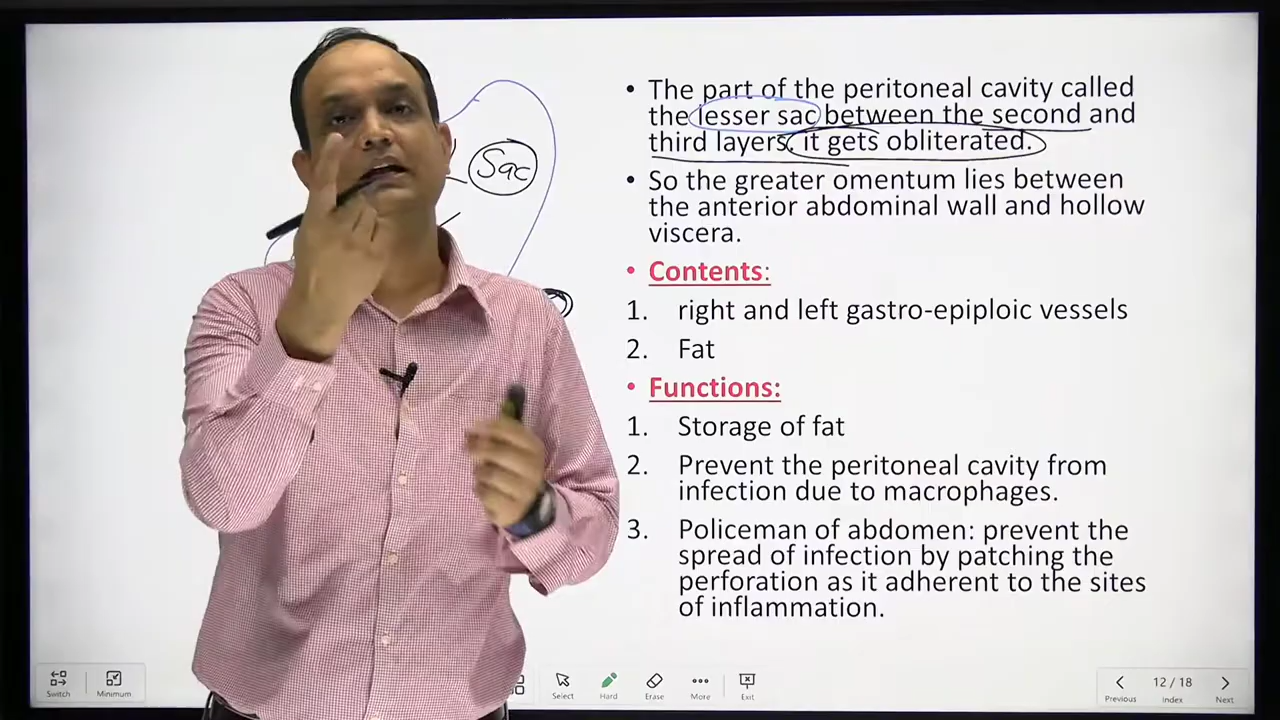 • The part of the peritoneal cavity called
the lesser sac between the second and
third layers. it gets obliterated.
Sac
• So the greater omentum lies between
the anterior abdominal wall and hollow
viscera.
• Contents:
1. right and left gastro-epiploic vessels
2. Fat
• Functions:
1. Storage of fat
2. Prevent the peritoneal cavity from
infection due to macrophages.
3. Policeman of abdomen: prevent the
spread of infection by patching the
perforation as it adherent to the sites
of inflammation.
Switch Minimum Select Hard Erase More Exit Previous 12 / 18 Index Next